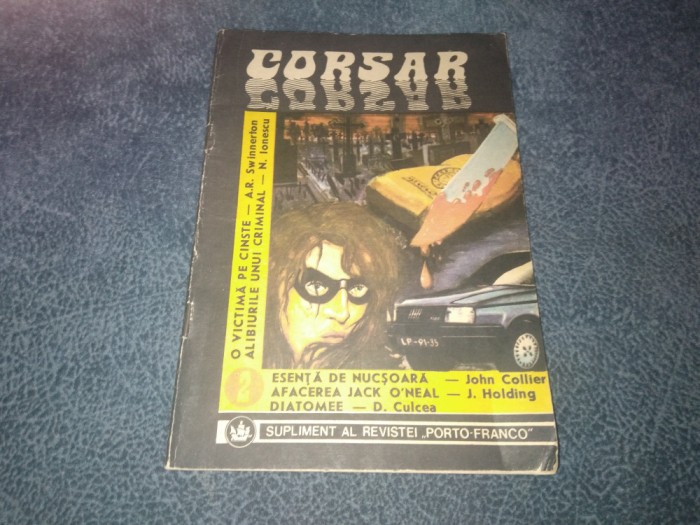 CORSAR
O VICTIMĂ PE CINSTE — A.R. Swinnerton
ALIBIURILE UNUI CRIMINAL — N. Ionescu
LP-91-33
2
ESENȚĂ DE NUCȘOARĂ — John Collier
AFACEREA JACK O'NEAL — J. Holding
DIATOMEE — D. Culcea
SUPLIMENT AL REVISTEI „PORTO-FRANCO"